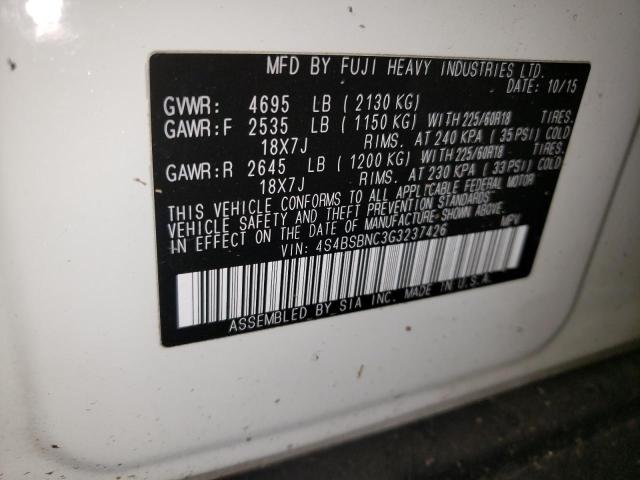 MFD BY FUJI HEAVY INDUSTRIES LTD.
DATE: 10/15
GVWR: 4695 LB (2130 KG)
GAWR:F 2535 LB (1150 KG) WITH 225/60R18 TIRES.
18X7J RIMS. AT 240 KPA (35 PSI) COLD
GAWR:R 2645 LB (1200 KG) WITH 225/60R18 TIRES.
18X7J RIMS. AT 230 KPA (33 PSI) COLD
THIS VEHICLE CONFORMS TO ALL APPLICABLE FEDERAL MOTOR
VEHICLE SAFETY AND THEFT PREVENTION STANDARDS
IN EFFECT ON THE DATE OF MANUFACTURE SHOWN ABOVE.
VIN: 4S4BSBNC3G3237426 MPV
ASSEMBLED BY SIA INC. MADE IN U.S.A.